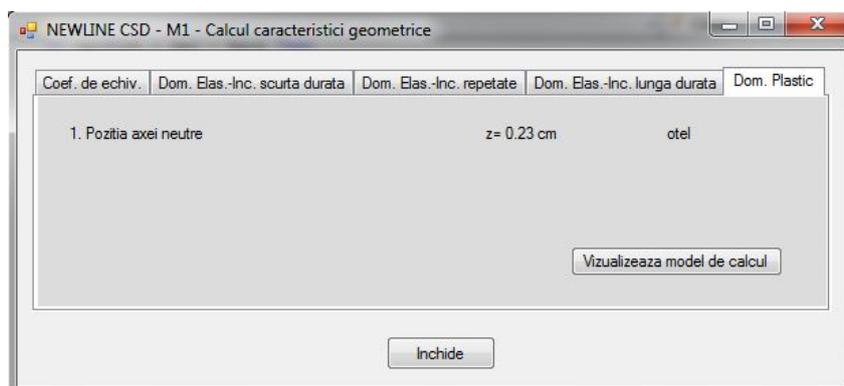 NEWLINE CSD - M1 - Calcul caracteristici geometrice
Coef. de echiv. Dom. Elas.-Inc. scurta durata Dom. Elas.-Inc. repetate Dom. Elas.-Inc. lunga durata Dom. Plastic
1. Pozitia axei neutre z= 0.23 cm otel
Vizualizeaza model de calcul
Inchide